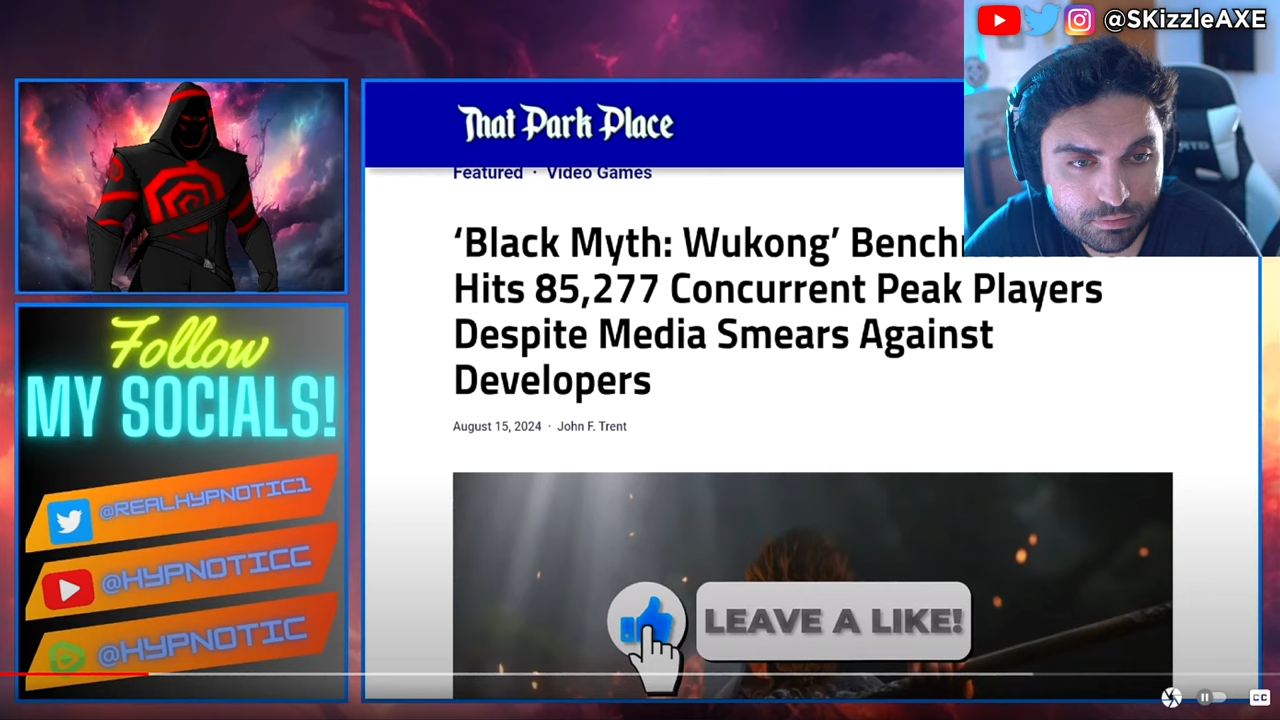 @SKizzleAXE
That Park Place
Featured · Video Games
‘Black Myth: Wukong’ Bench
Hits 85,277 Concurrent Peak Players
Despite Media Smears Against
Developers
August 15, 2024 · John F. Trent
Follow
MY SOCIALS!
@REALHYPNOTIC1
@HYPNOTICC
@HYPNOTIC
LEAVE A LIKE!
CC